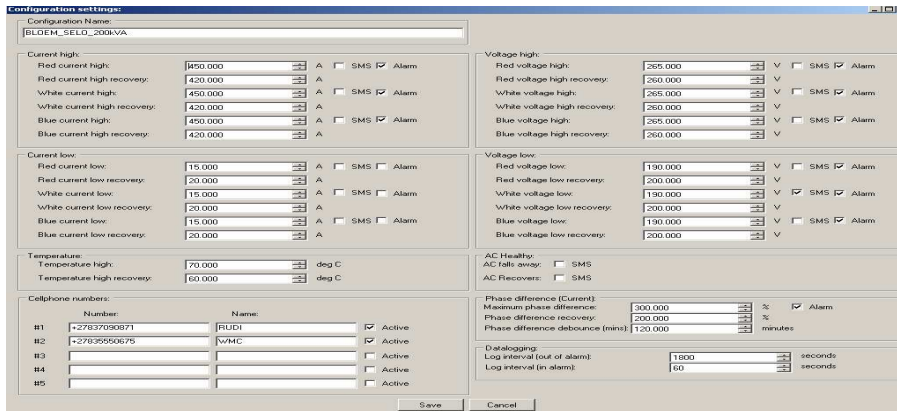 Configuration settings:
Configuration Name:
BLOEM_SELO_200kVA
Current high:
Red current high: 450.000 A SMS Alarm
Red current high recovery: 420.000 A
White current high: 450.000 A SMS Alarm
White current high recovery: 420.000 A
Blue current high: 450.000 A SMS Alarm
Blue current high recovery: 420.000 A
Voltage high:
Red voltage high: 265.000 V SMS Alarm
Red voltage high recovery: 260.000 V
White voltage high: 265.000 V SMS Alarm
White voltage high recovery: 260.000 V
Blue voltage high: 265.000 V SMS Alarm
Blue voltage high recovery: 260.000 V
Current low:
Red current low: 15.000 A SMS Alarm
Red current low recovery: 20.000 A
White current low: 15.000 A SMS Alarm
White current low recovery: 20.000 A
Blue current low: 15.000 A SMS Alarm
Blue current low recovery: 20.000 A
Voltage low:
Red voltage low: 190.000 V SMS Alarm
Red voltage low recovery: 200.000 V
White voltage low: 190.000 V SMS Alarm
White voltage low recovery: 200.000 V
Blue voltage low: 190.000 V SMS Alarm
Blue voltage low recovery: 200.000 V
Temperature:
Temperature high: 70.000 deg C
Temperature high recovery: 60.000 deg C
AC Healthy:
AC falls away: SMS
AC Recovers: SMS
Cellphone numbers:
Number: Name:
#1 +27837090871 RUDI Active
#2 +27835550675 WMC Active
#3 Active
#4 Active
#5 Active
Phase difference (Current):
Maximum phase difference: 300.000 % Alarm
Phase difference recovery: 200.000 %
Phase difference debounce (mins): 120.000 minutes
Datalogging:
Log interval (out of alarm): 1800 seconds
Log interval (in alarm): 60 seconds
Save Cancel